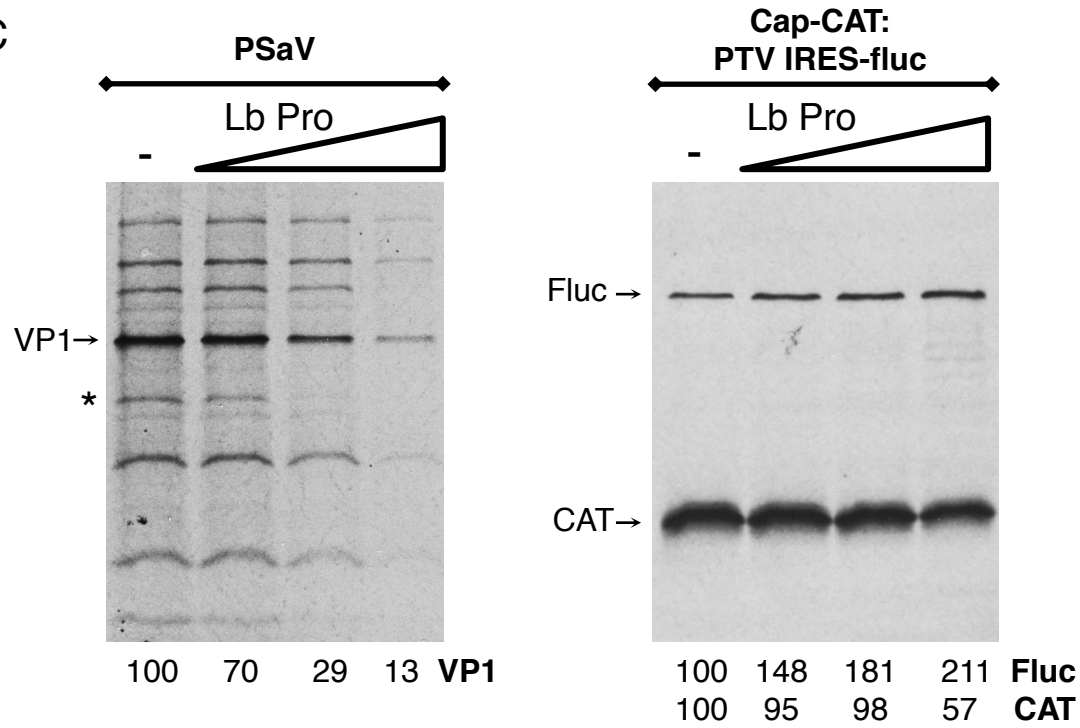 C
PSaV
Lb Pro
-
VP1→
*
100 70 29 13 VP1
Cap-CAT:
PTV IRES-fluc
Lb Pro
-
Fluc →
CAT→
100 148 181 211 Fluc
100 95 98 57 CAT